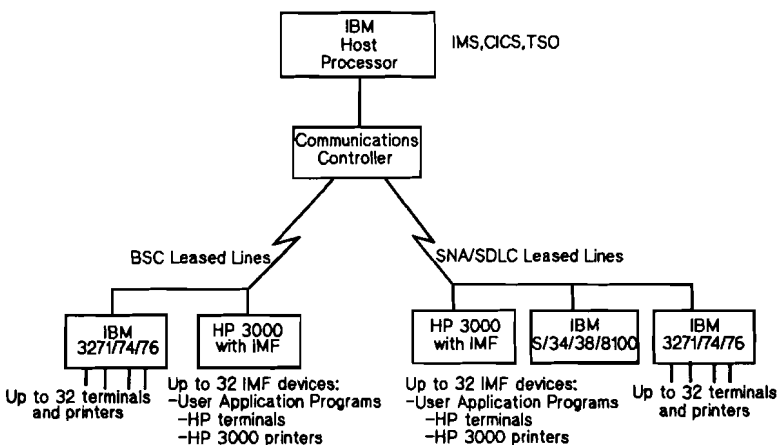 IBM
Host
Processor
IMS,CICS,TSO
Communications
Controller
BSC Leased Lines
SNA/SDLC Leased Lines
IBM
3271/74/76
HP 3000
with IMF
HP 3000
with IMF
IBM
S/34/38/8100
IBM
3271/74/76
Up to 32 terminals
and printers
Up to 32 IMF devices:
-User Application Programs
-HP terminals
-HP 3000 printers
Up to 32 IMF devices:
-User Application Programs
-HP terminals
-HP 3000 printers
Up to 32 terminals
and printers